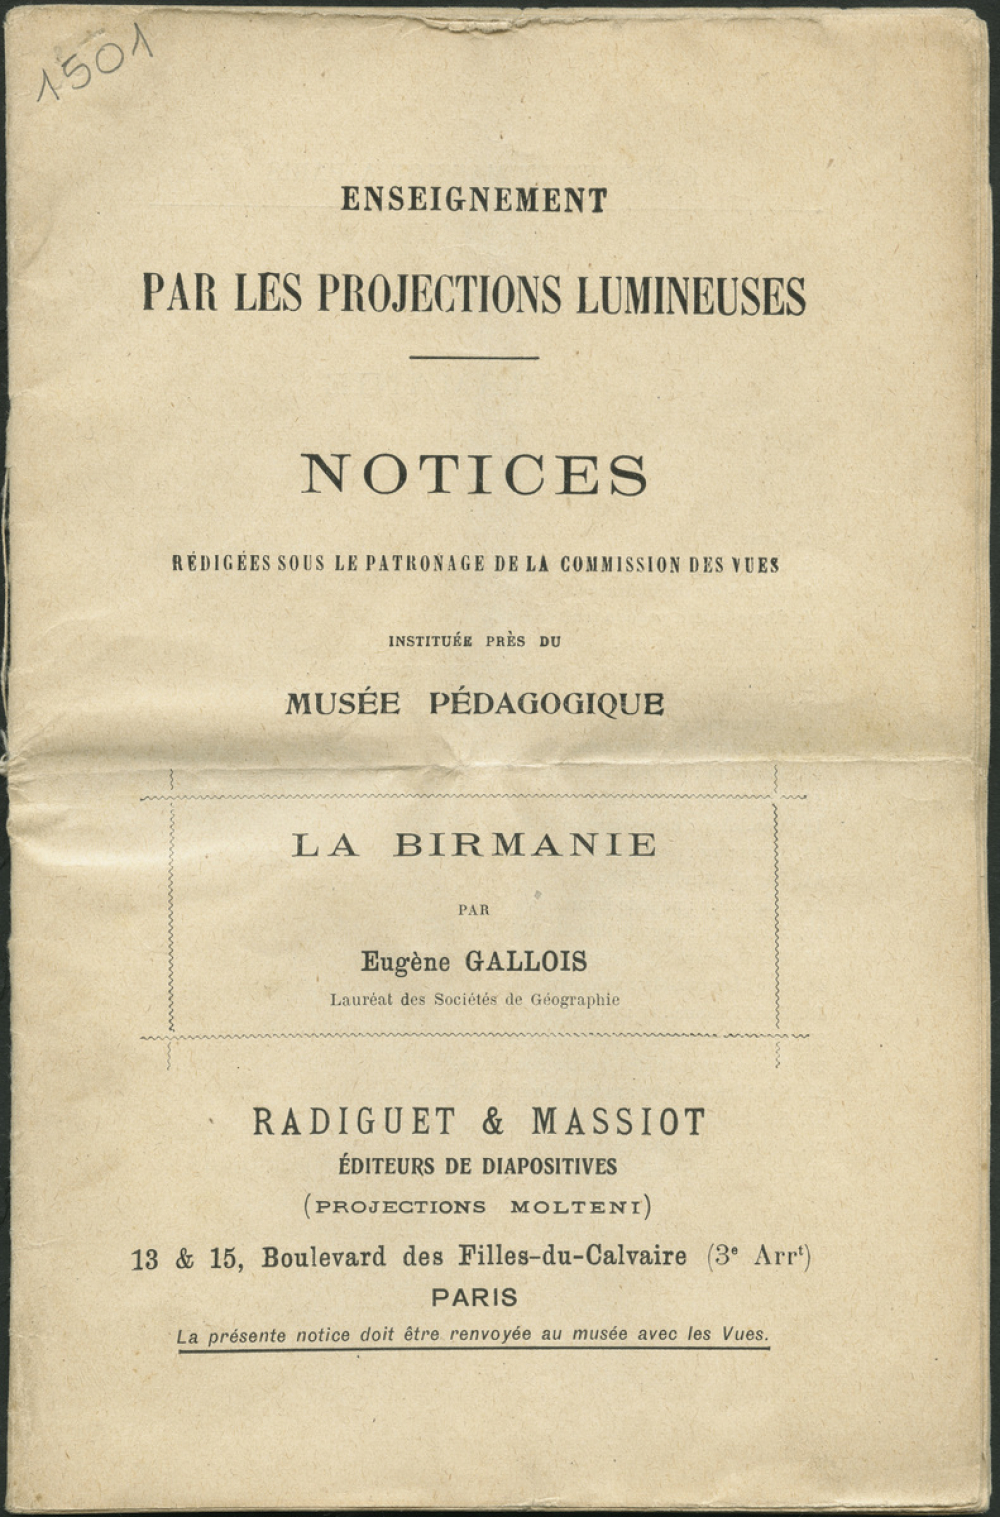 1501
ENSEIGNEMENT
PAR LES PROJECTIONS LUMINEUSES
NOTICES
RÉDIGÉES SOUS LE PATRONAGE DE LA COMMISSION DES VUES
INSTITUÉE PRÈS DU
MUSÉE PÉDAGOGIQUE
LA BIRMANIE
PAR
Eugène GALLOIS
Lauréat des Sociétés de Géographie
RADIGUET & MASSIOT
ÉDITEURS DE DIAPOSITIVES
(PROJECTIONS MOLTENI)
13 & 15, Boulevard des Filles-du-Calvaire (3e Arrt)
PARIS
La présente notice doit être renvoyée au musée avec les Vues.